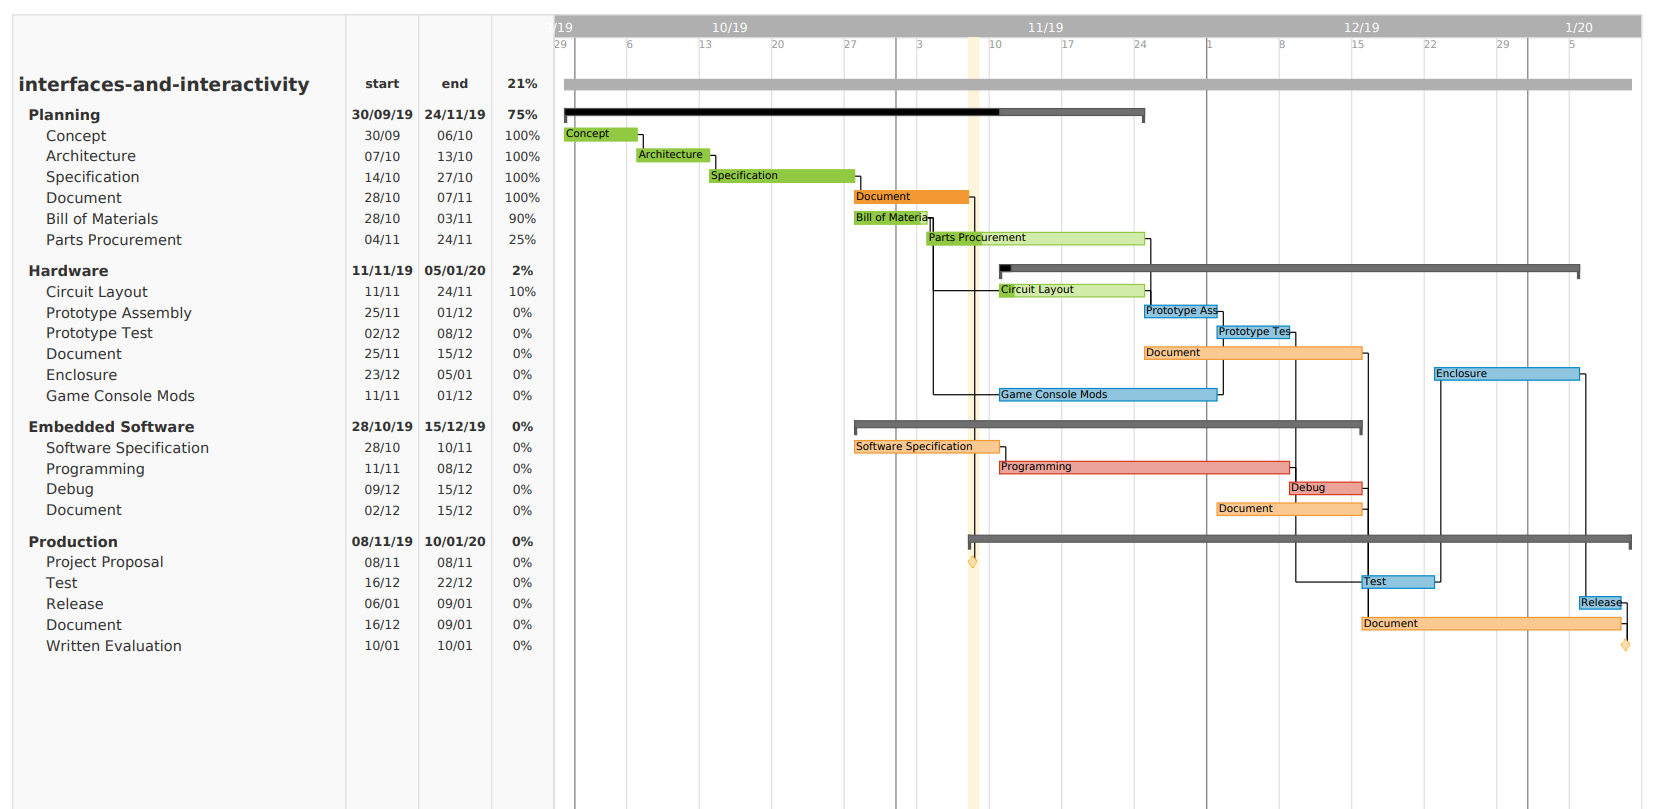 /19 10/19 11/19 12/19 1/20
29 6 13 20 27 3 10 17 24 1 8 15 22 29 5
interfaces-and-interactivity start end 21%
Planning 30/09/19 24/11/19 75%
Concept 30/09 06/10 100% Concept
Architecture 07/10 13/10 100% Architecture
Specification 14/10 27/10 100% Specification
Document 28/10 07/11 100% Document
Bill of Materials 28/10 03/11 90% Bill of Materia
Parts Procurement 04/11 24/11 25% Parts Procurement
Hardware 11/11/19 05/01/20 2%
Circuit Layout 11/11 24/11 10% Circuit Layout
Prototype Assembly 25/11 01/12 0% Prototype Ass
Prototype Test 02/12 08/12 0% Prototype Tes
Document 25/11 15/12 0% Document
Enclosure 23/12 05/01 0% Enclosure
Game Console Mods 11/11 01/12 0% Game Console Mods
Embedded Software 28/10/19 15/12/19 0%
Software Specification 28/10 10/11 0% Software Specification
Programming 11/11 08/12 0% Programming
Debug 09/12 15/12 0% Debug
Document 02/12 15/12 0% Document
Production 08/11/19 10/01/20 0%
Project Proposal 08/11 08/11 0%
Test 16/12 22/12 0% Test
Release 06/01 09/01 0% Release
Document 16/12 09/01 0% Document
Written Evaluation 10/01 10/01 0%